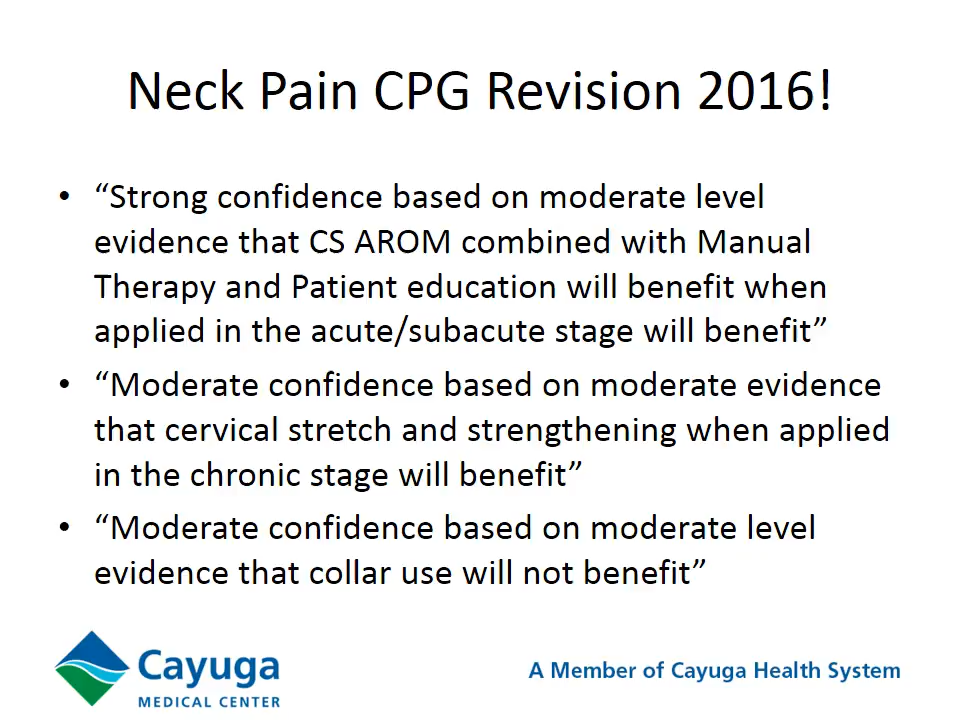 Neck Pain CPG Revision 2016!
• “Strong confidence based on moderate level
evidence that CS AROM combined with Manual
Therapy and Patient education will benefit when
applied in the acute/subacute stage will benefit”
• “Moderate confidence based on moderate evidence
that cervical stretch and strengthening when applied
in the chronic stage will benefit”
• “Moderate confidence based on moderate level
evidence that collar use will not benefit”
Cayuga
MEDICAL CENTER
A Member of Cayuga Health System